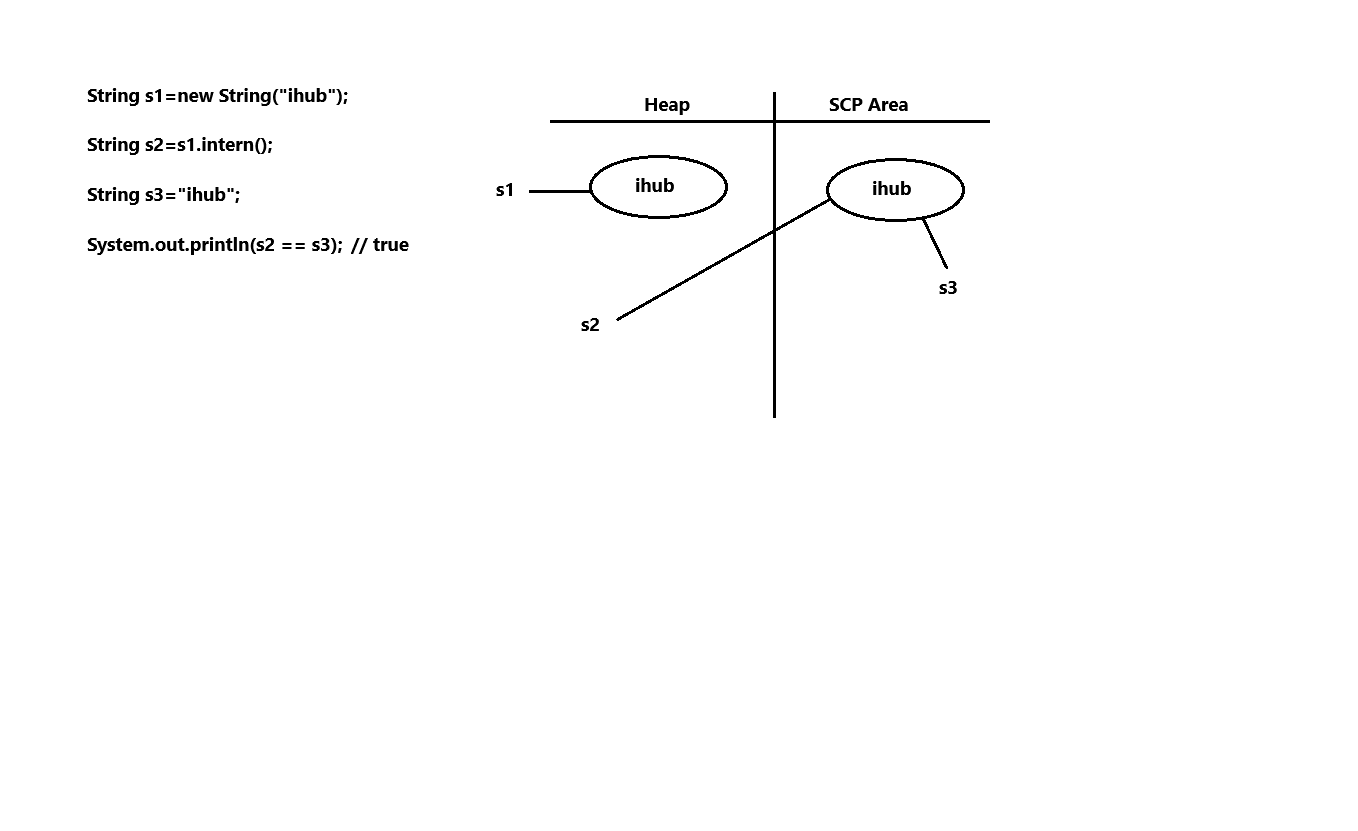 String s1=new String("ihub");
String s2=s1.intern();
String s3="ihub";
System.out.println(s2 == s3); // true
Heap
SCP Area
s1
ihub
ihub
s3
s2